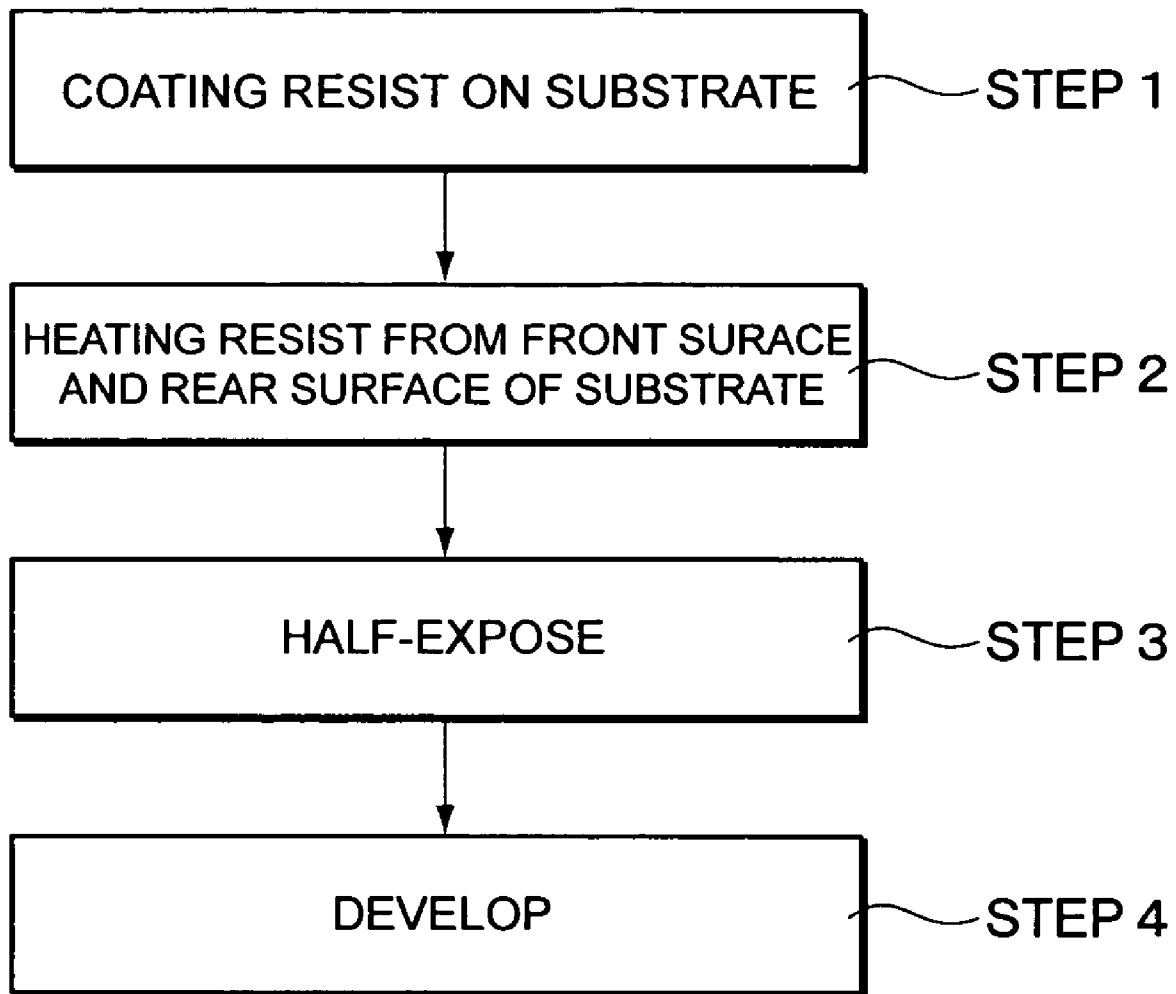 COATING RESIST ON SUBSTRATE
STEP 1
HEATING RESIST FROM FRONT SURACE
AND REAR SURFACE OF SUBSTRATE
STEP 2
HALF-EXPOSE
STEP 3
DEVELOP
STEP 4